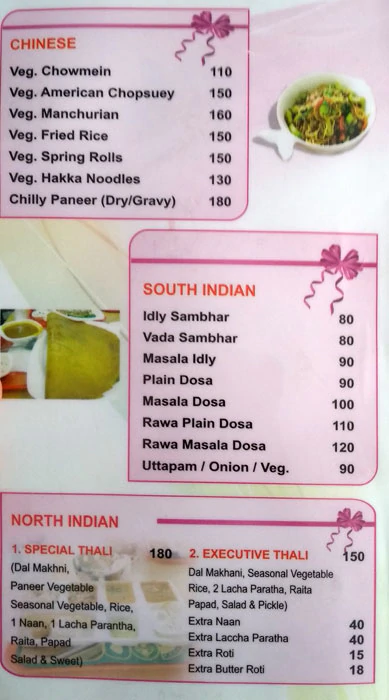 CHINESE
Veg. Chowmein 110
Veg. American Chopsuey 150
Veg. Manchurian 160
Veg. Fried Rice 150
Veg. Spring Rolls 150
Veg. Hakka Noodles 130
Chilly Paneer (Dry/Gravy) 180
SOUTH INDIAN
Idly Sambhar 80
Vada Sambhar 80
Masala Idly 90
Plain Dosa 90
Masala Dosa 100
Rawa Plain Dosa 110
Rawa Masala Dosa 120
Uttapam / Onion / Veg. 90
NORTH INDIAN
1. SPECIAL THALI 180
(Dal Makhni,
Paneer Vegetable
Seasonal Vegetable, Rice,
1 Naan, 1 Lacha Parantha,
Raita, Papad
Salad & Sweet)
2. EXECUTIVE THALI 150
Dal Makhani, Seasonal Vegetable
Rice, 2 Lacha Paratha, Raita
Papad, Salad & Pickle)
Extra Naan 40
Extra Laccha Paratha 40
Extra Roti 15
Extra Butter Roti 18